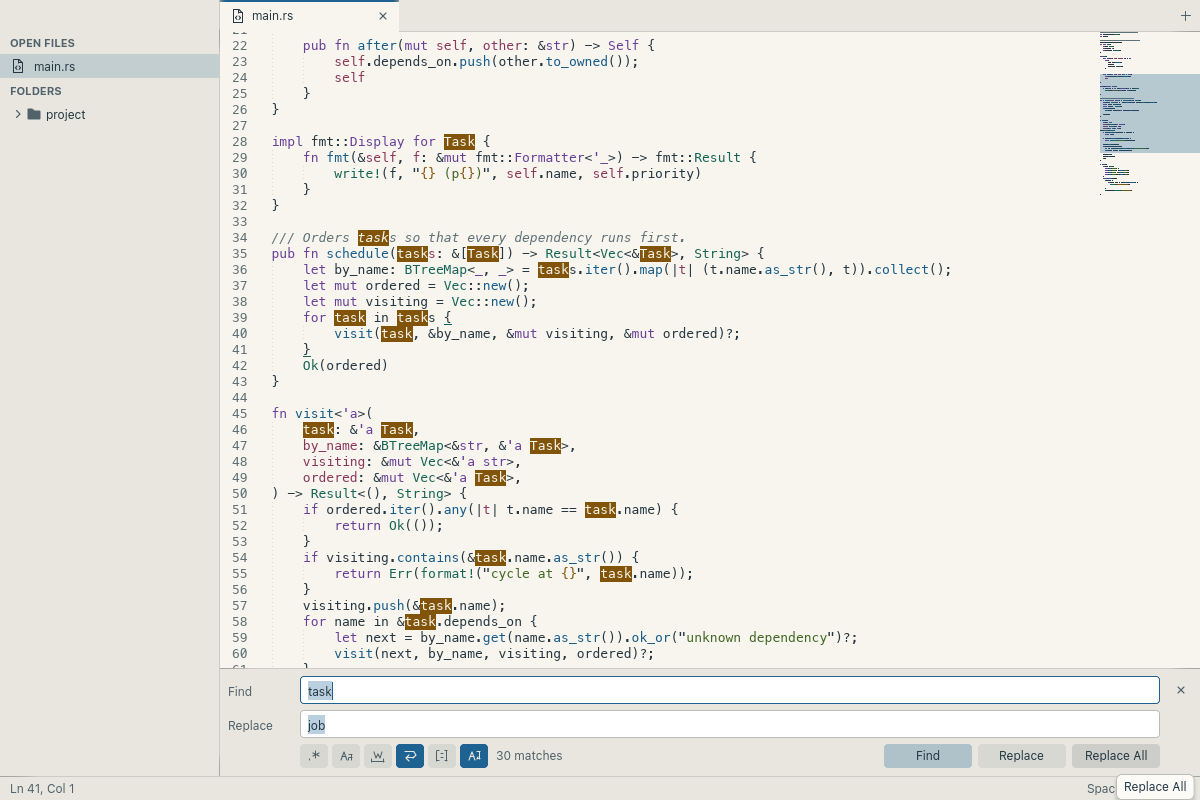 main.rs
OPEN FILES
main.rs
FOLDERS
project
22     pub fn after(mut self, other: &str) -> Self {
23         self.depends_on.push(other.to_owned());
24         self
25     }
26 }
27
28 impl fmt::Display for Task {
29     fn fmt(&self, f: &mut fmt::Formatter<'_>) -> fmt::Result {
30         write!(f, "{} (p{})", self.name, self.priority)
31     }
32 }
33
34 /// Orders tasks so that every dependency runs first.
35 pub fn schedule(tasks: &[Task]) -> Result<Vec<&Task>, String> {
36     let by_name: BTreeMap<_, _> = tasks.iter().map(|t| (t.name.as_str(), t)).collect();
37     let mut ordered = Vec::new();
38     let mut visiting = Vec::new();
39     for task in tasks {
40         visit(task, &by_name, &mut visiting, &mut ordered)?;
41     }
42     Ok(ordered)
43 }
44
45 fn visit<'a>(
46     task: &'a Task,
47     by_name: &BTreeMap<&str, &'a Task>,
48     visiting: &mut Vec<&'a str>,
49     ordered: &mut Vec<&'a Task>,
50 ) -> Result<(), String> {
51     if ordered.iter().any(|t| t.name == task.name) {
52         return Ok(());
53     }
54     if visiting.contains(&task.name.as_str()) {
55         return Err(format!("cycle at {}", task.name));
56     }
57     visiting.push(&task.name);
58     for name in &task.depends_on {
59         let next = by_name.get(name.as_str()).ok_or("unknown dependency")?;
60         visit(next, by_name, visiting, ordered)?;
Find task
Replace job
30 matches Find Replace Replace All
Ln 41, Col 1
Replace All